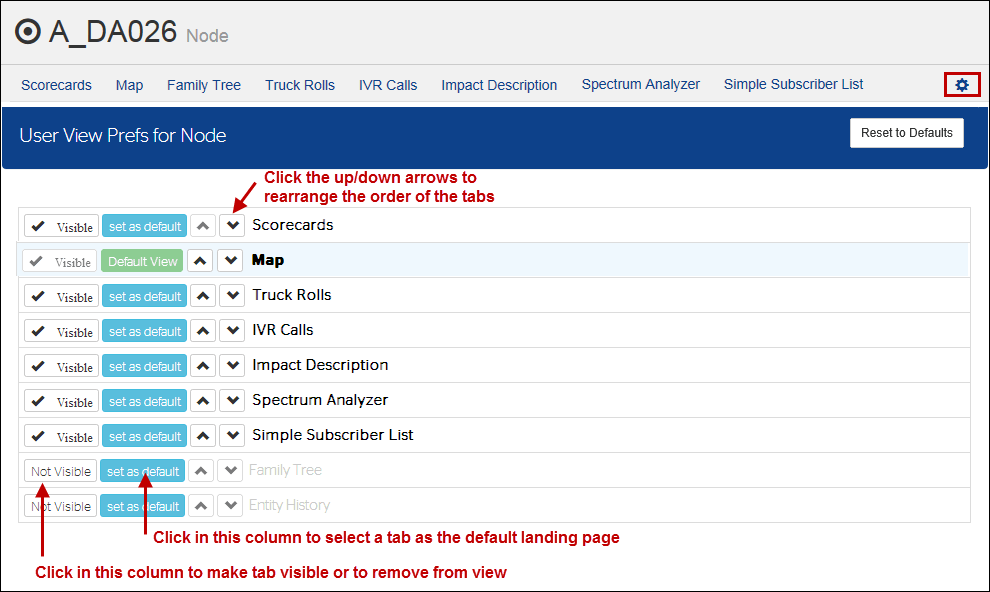 A_DA026 Node
Scorecards Map Family Tree Truck Rolls IVR Calls Impact Description Spectrum Analyzer Simple Subscriber List
User View Prefs for Node Reset to Defaults
Click the up/down arrows to
rearrange the order of the tabs
Visible set as default Scorecards
Visible Default View Map
Visible set as default Truck Rolls
Visible set as default IVR Calls
Visible set as default Impact Description
Visible set as default Spectrum Analyzer
Visible set as default Simple Subscriber List
Not Visible set as default Family Tree
Not Visible set as default Entity History
Click in this column to select a tab as the default landing page
Click in this column to make tab visible or to remove from view